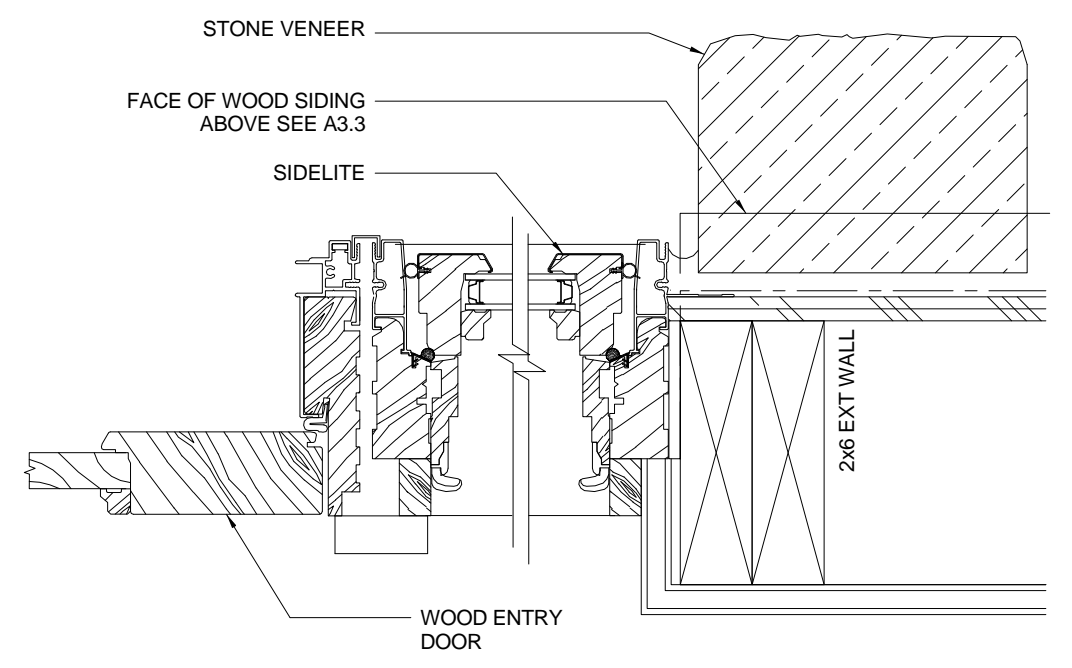 STONE VENEER
FACE OF WOOD SIDING
ABOVE SEE A3.3
SIDELITE
2x6 EXT WALL
WOOD ENTRY
DOOR